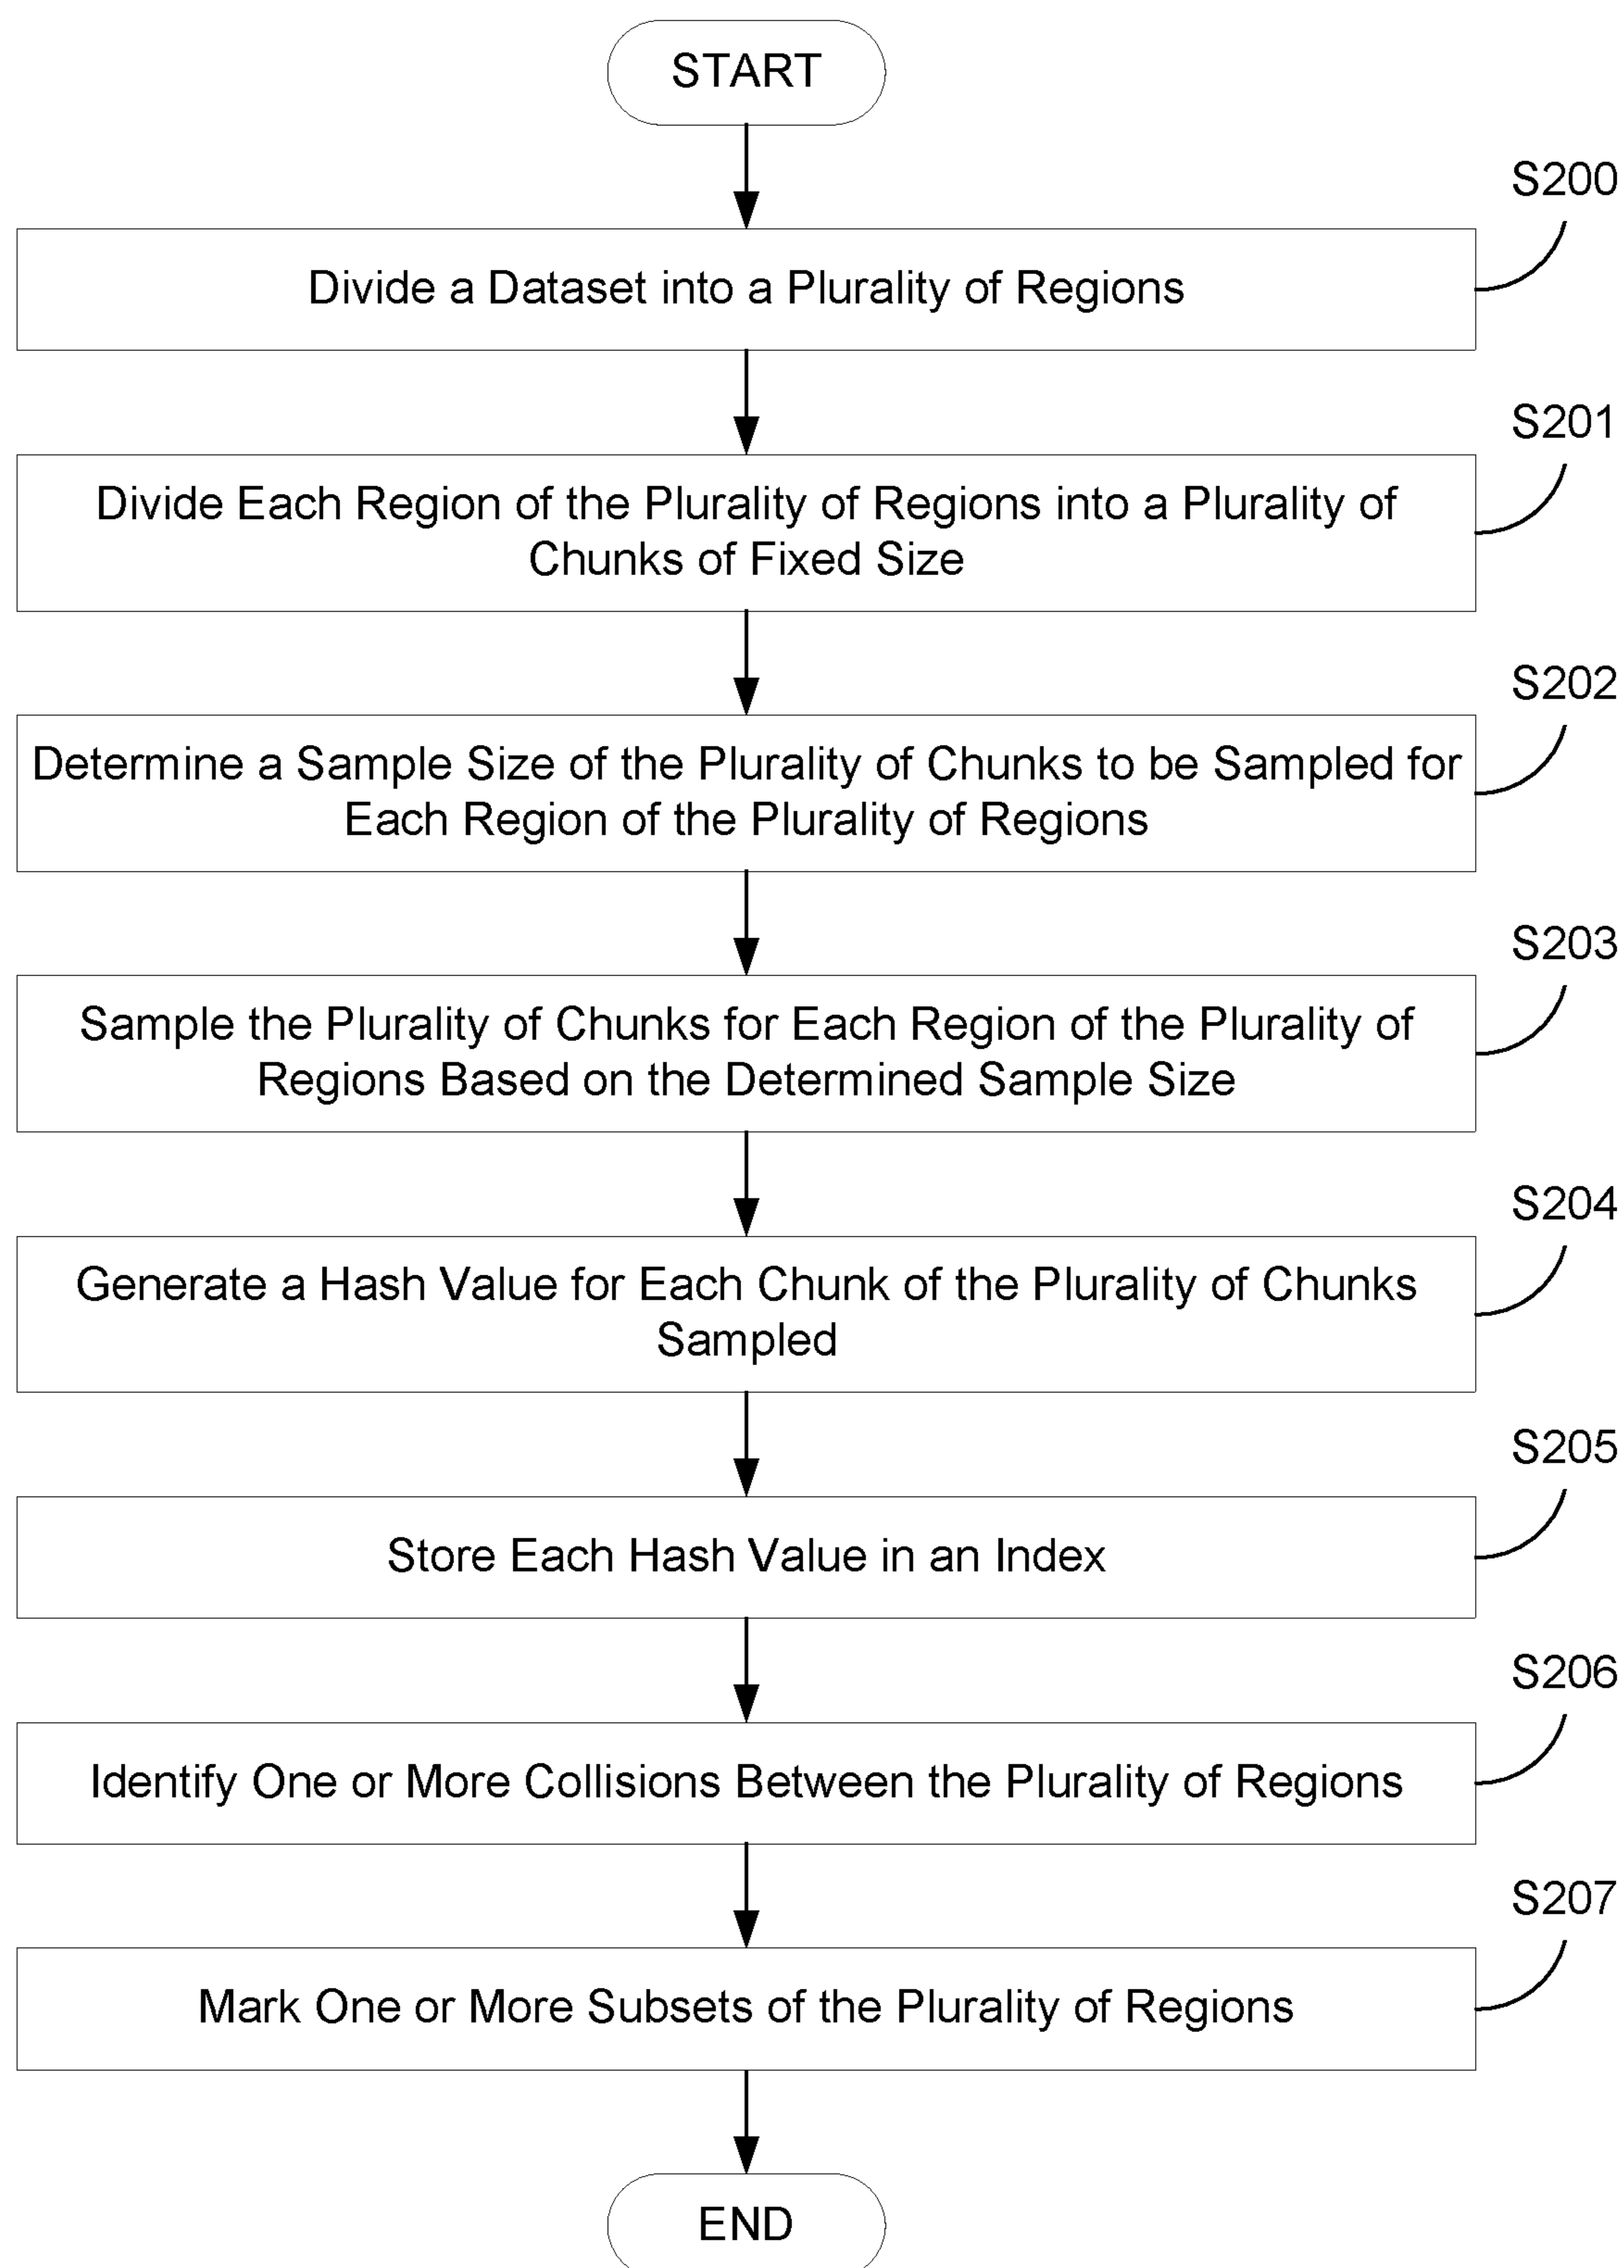 START
S200
Divide a Dataset into a Plurality of Regions
S201
Divide Each Region of the Plurality of Regions into a Plurality of
Chunks of Fixed Size
S202
Determine a Sample Size of the Plurality of Chunks to be Sampled for
Each Region of the Plurality of Regions
S203
Sample the Plurality of Chunks for Each Region of the Plurality of
Regions Based on the Determined Sample Size
S204
Generate a Hash Value for Each Chunk of the Plurality of Chunks
Sampled
S205
Store Each Hash Value in an Index
S206
Identify One or More Collisions Between the Plurality of Regions
S207
Mark One or More Subsets of the Plurality of Regions
END